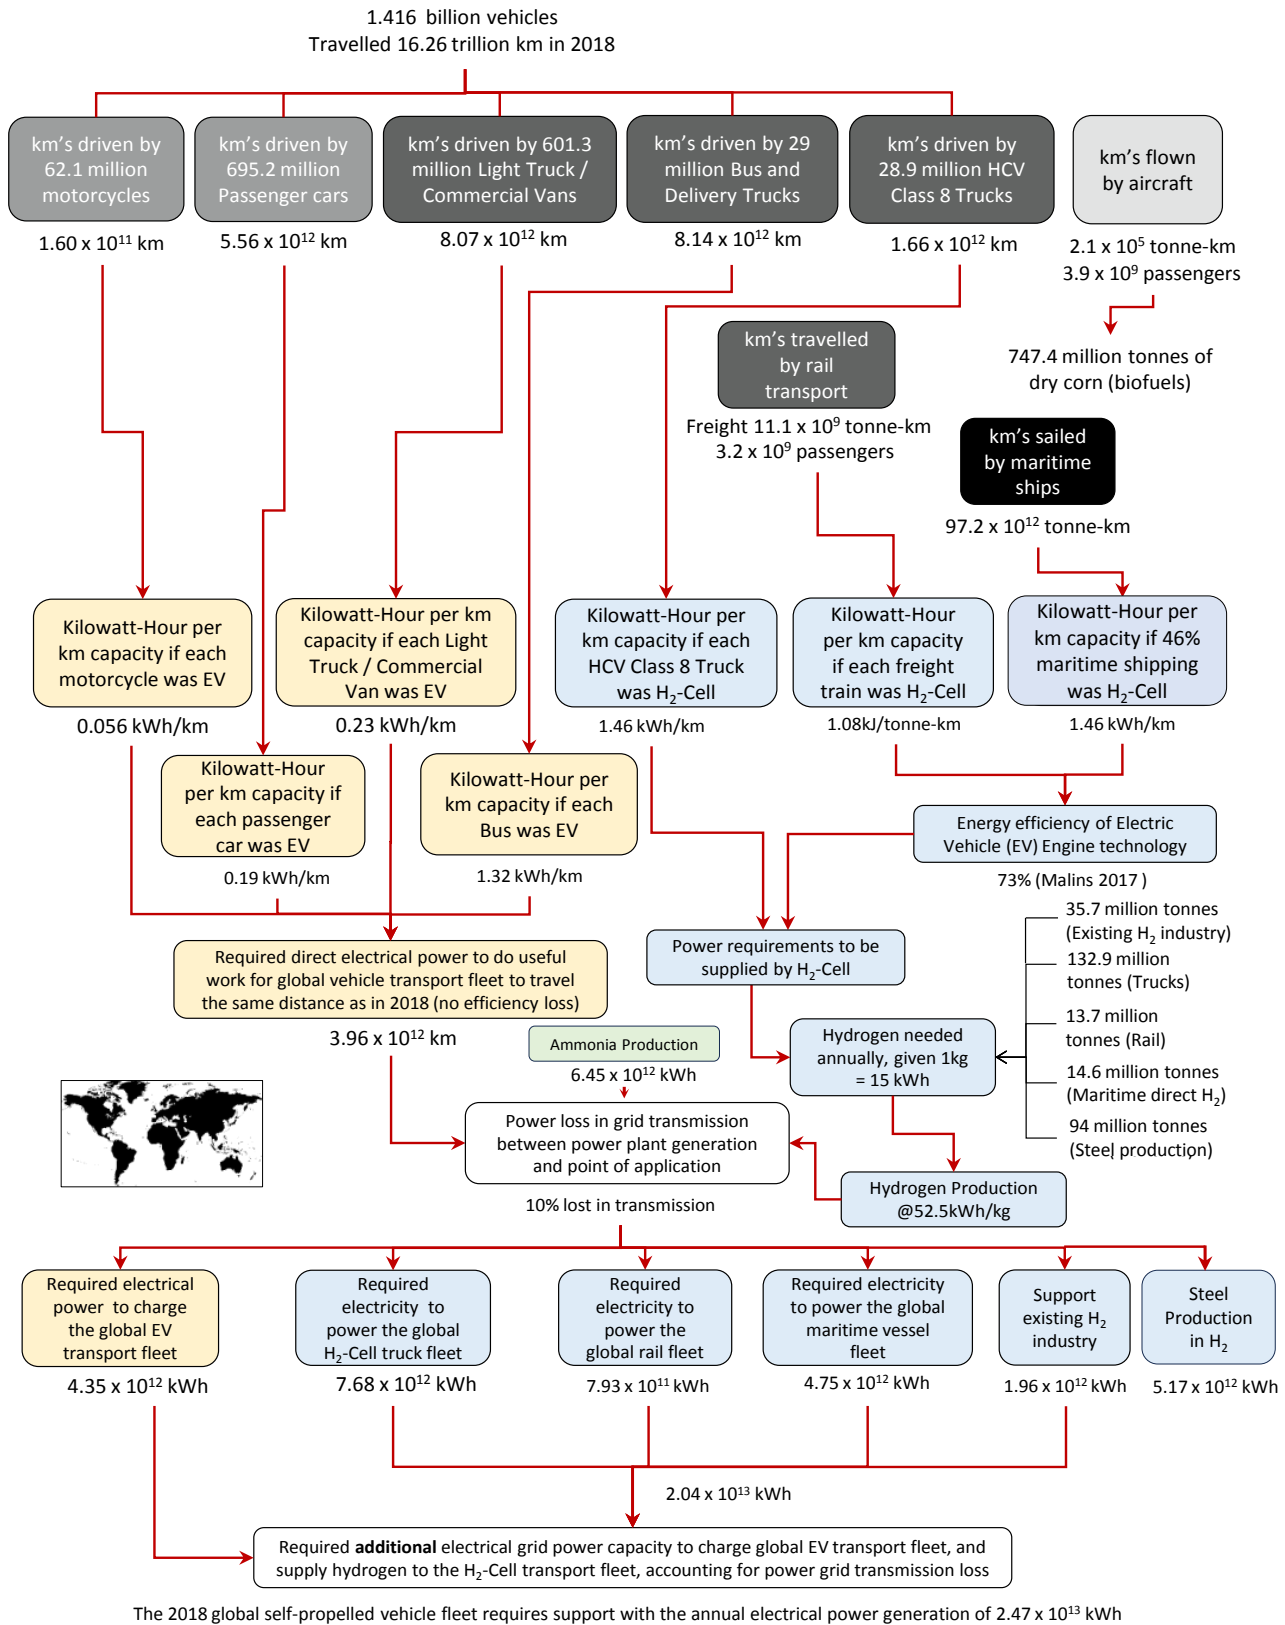 1.416 billion vehicles
Travelled 16.26 trillion km in 2018
km's driven by
62.1 million
motorcycles
km's driven by
695.2 million
Passenger cars
km's driven by 601.3
million Light Truck /
Commercial Vans
km's driven by 29
million Bus and
Delivery Trucks
km's driven by
28.9 million HCV
Class 8 Trucks
km's flown
by aircraft
1.60 x 10¹¹ km
5.56 x 10¹² km
8.07 x 10¹² km
8.14 x 10¹² km
1.66 x 10¹² km
2.1 x 10⁵ tonne-km
3.9 x 10⁹ passengers
km's travelled
by rail
transport
747.4 million tonnes of
dry corn (biofuels)
Freight 11.1 x 10⁹ tonne-km
3.2 x 10⁹ passengers
km's sailed
by maritime
ships
97.2 x 10¹² tonne-km
Kilowatt-Hour per
km capacity if each
motorcycle was EV
Kilowatt-Hour per km
capacity if each Light
Truck / Commercial
Van was EV
Kilowatt-Hour per
km capacity if each
HCV Class 8 Truck
was H₂-Cell
Kilowatt-Hour
per km capacity
if each freight
train was H₂-Cell
Kilowatt-Hour per
km capacity if 46%
maritime shipping
was H₂-Cell
0.056 kWh/km
0.23 kWh/km
1.46 kWh/km
1.08kJ/tonne-km
1.46 kWh/km
Kilowatt-Hour
per km capacity if
each passenger
car was EV
Kilowatt-Hour per
km capacity if each
Bus was EV
0.19 kWh/km
1.32 kWh/km
Energy efficiency of Electric
Vehicle (EV) Engine technology
73% (Malins 2017 )
35.7 million tonnes
(Existing H₂ industry)
132.9 million
tonnes (Trucks)
13.7 million
tonnes (Rail)
14.6 million tonnes
(Maritime direct H₂)
94 million tonnes
(Steel production)
Required direct electrical power to do useful
work for global vehicle transport fleet to travel
the same distance as in 2018 (no efficiency loss)
3.96 x 10¹² km
Power requirements to be
supplied by H₂-Cell
Ammonia Production
6.45 x 10¹² kWh
Hydrogen needed
annually, given 1kg
= 15 kWh
Power loss in grid transmission
between power plant generation
and point of application
10% lost in transmission
Hydrogen Production
@52.5kWh/kg
Required electrical
power to charge
the global EV
transport fleet
Required
electricity to
power the global
H₂-Cell truck fleet
Required
electricity to
power the
global rail fleet
Required electricity
to power the global
maritime vessel
fleet
Support
existing H₂
industry
Steel
Production
in H₂
4.35 x 10¹² kWh
7.68 x 10¹² kWh
7.93 x 10¹¹ kWh
4.75 x 10¹² kWh
1.96 x 10¹² kWh
5.17 x 10¹² kWh
2.04 x 10¹³ kWh
Required additional electrical grid power capacity to charge global EV transport fleet, and
supply hydrogen to the H₂-Cell transport fleet, accounting for power grid transmission loss
The 2018 global self-propelled vehicle fleet requires support with the annual electrical power generation of 2.47 x 10¹³ kWh